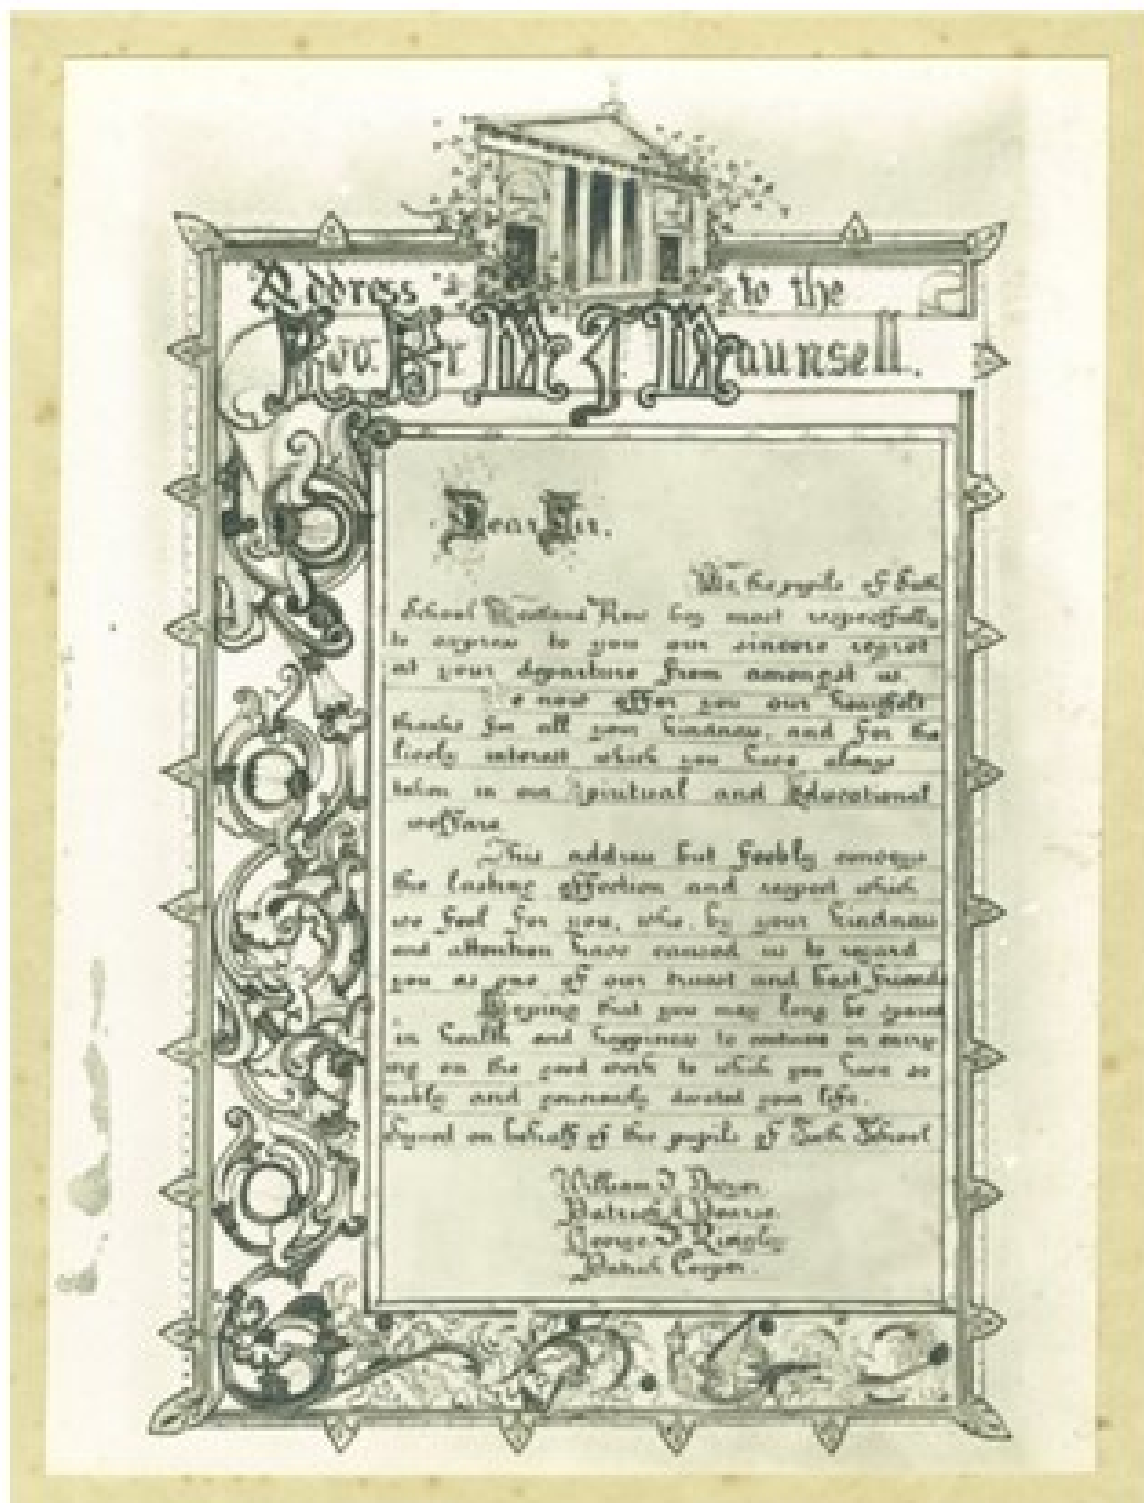 Address to the
Rev. Fr M. J. Maunsell.
Dear Sir.
We, the pupils of Sixth
School Westland Row beg most respectfully
to express to you our sincere regret
at your departure from amongst us.
We now offer you our heartfelt
thanks for all your kindness, and for the
lively interest which you have always
taken in our Spiritual and Educational
welfare
This address but feebly conveys
the lasting affection and respect which
we feel for you, who, by your kindness
and attention have caused us to regard
you as one of our truest and best friends
Hoping that you may long be spared
in health and happiness to continue in carry
ing on the good work to which you have so
nobly and generously devoted your life.
Signed on behalf of the pupils of Sixth School
William J.
Patrick Pearse.
George
Patrick Cooper.